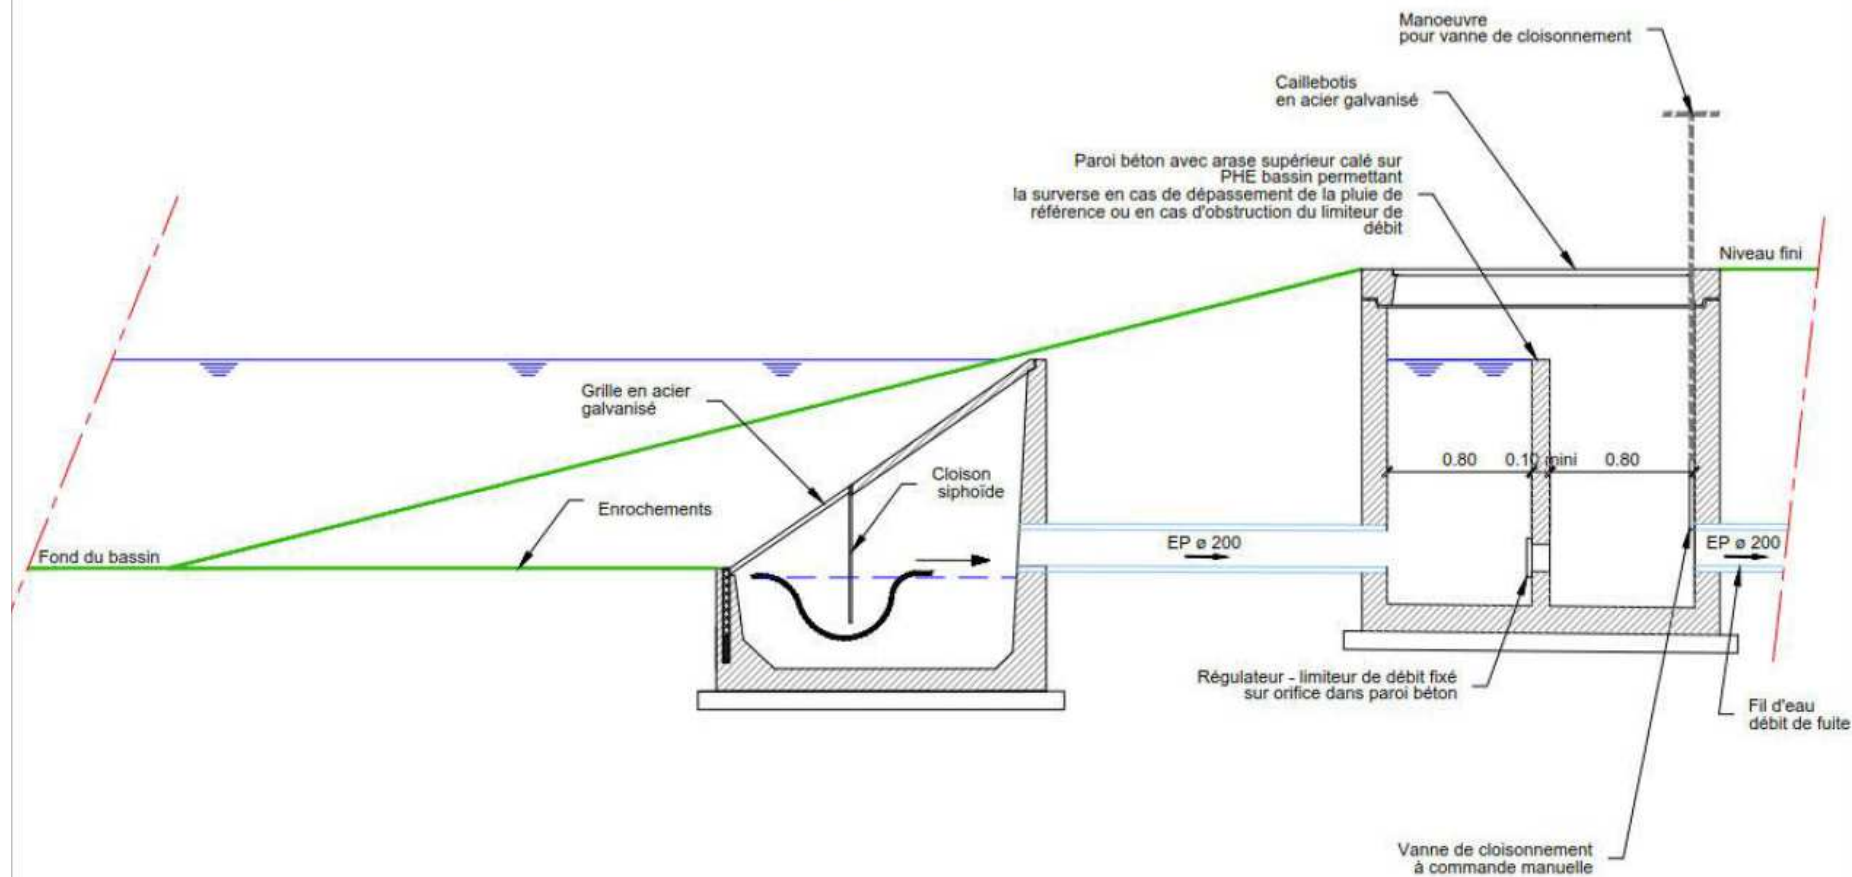 Manoeuvre
pour vanne de cloisonnement
Caillebotis
en acier galvanisé
Paroi béton avec arase supérieur calé sur
PHE bassin permettant
la surverse en cas de dépassement de la pluie de
référence ou en cas d'obstruction du limiteur de
débit
Niveau fini
Grille en acier
galvanisé
Cloison
siphoïde
0.80 0.10 mini 0.80
Enrochements
Fond du bassin
EP ø 200
EP ø 200
Régulateur - limiteur de débit fixé
sur orifice dans paroi béton
Fil d'eau
débit de fuite
Vanne de cloisonnement
à commande manuelle